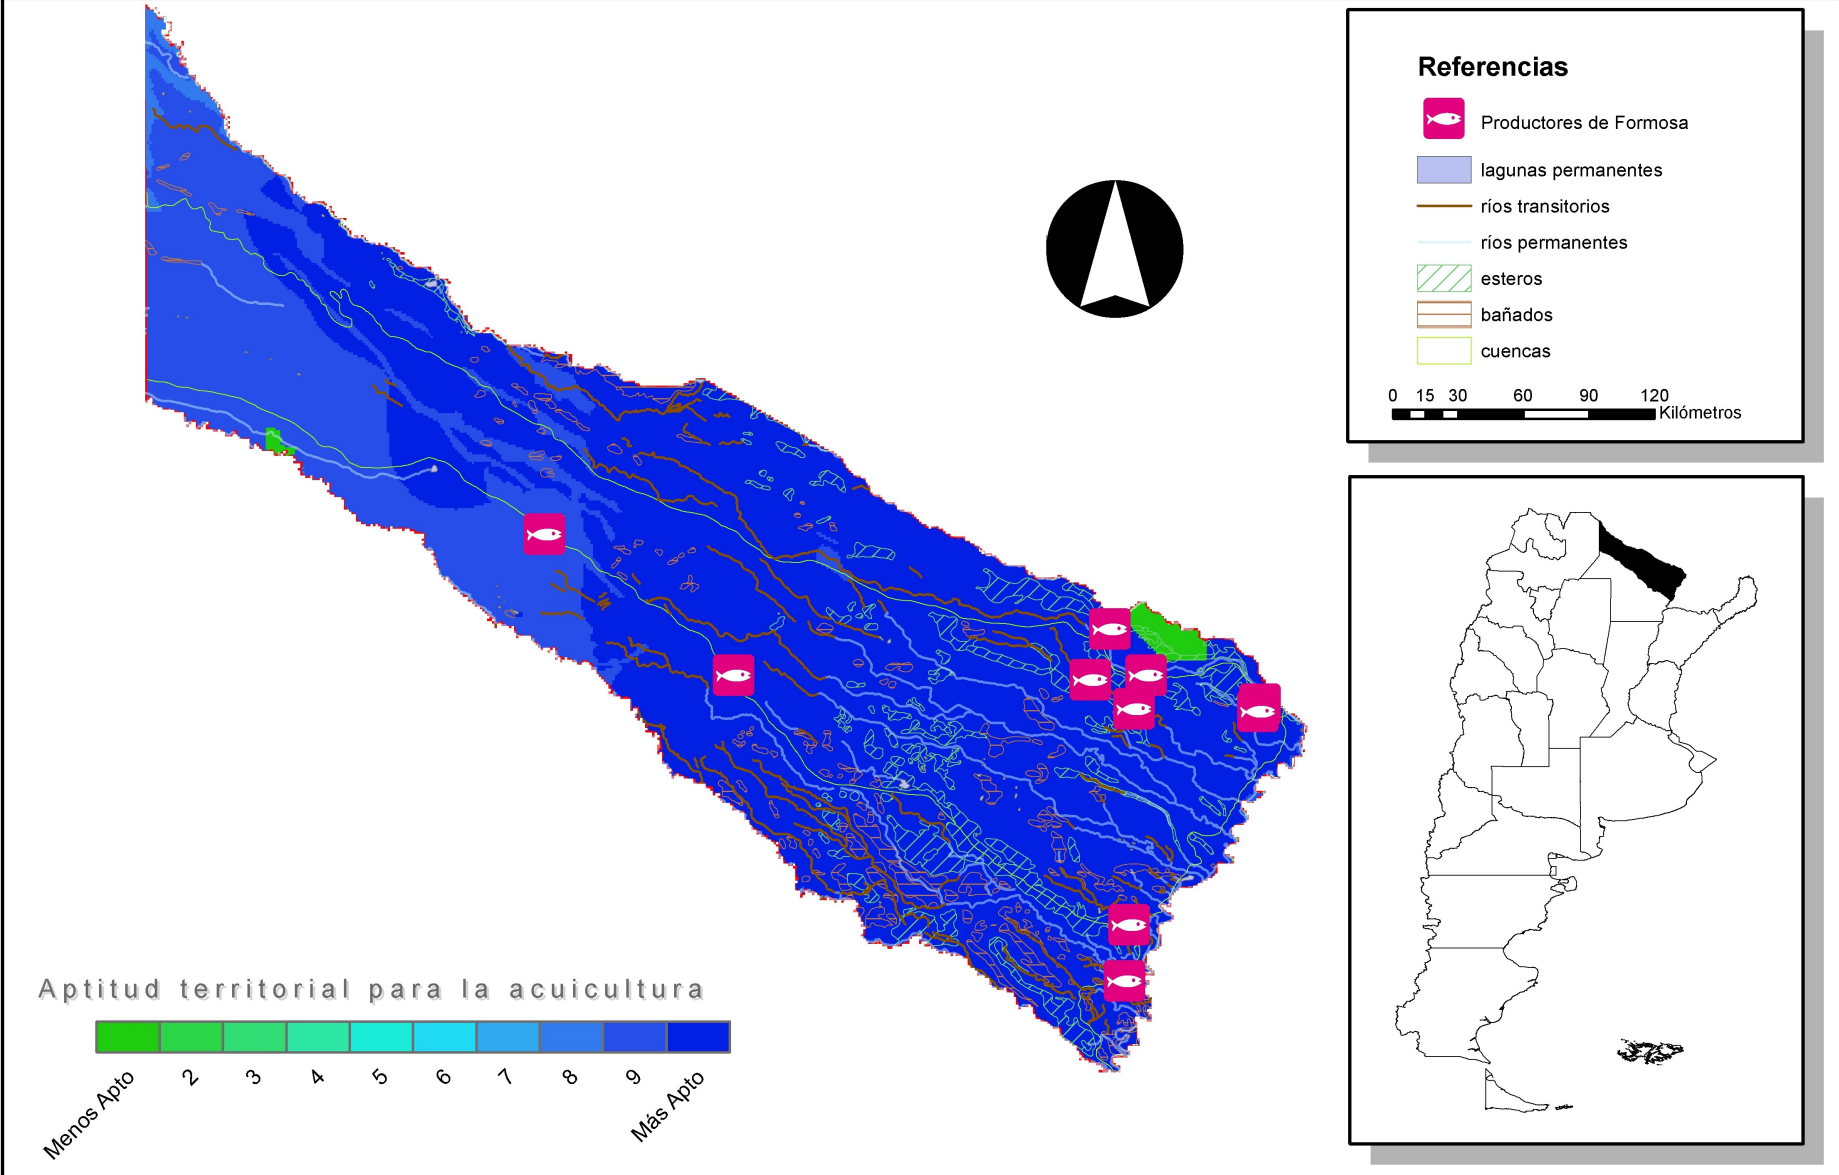 Referencias
Productores de Formosa
lagunas permanentes
ríos transitorios
ríos permanentes
esteros
bañados
cuencas
0 15 30 60 90 120
Kilómetros
Aptitud territorial para la acuicultura
Menos Apto 2 3 4 5 6 7 8 9 Más Apto